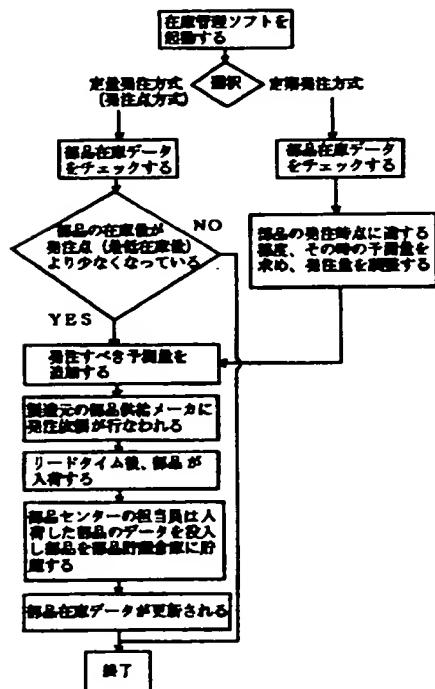 在庫管理ソフトを
起動する
選択
定量発注方式
(発注点方式)
定期発注方式
部品在庫データ
をチェックする
部品在庫データ
をチェックする
部品の在庫量が
発注点(最低在庫量)
より少なくなっている
NO
YES
部品の発注時点に達する
都度、その時の予測量を
求め、発注量を調整する
発注すべき予測量を
追加する
製造元の部品供給メーカに
発注依頼が行なわれる
リードタイム後、部品が
入荷する
部品センターの担当員は入
荷した部品のデータを投入
し部品を部品貯蔵倉庫に貯
蔵する
部品在庫データが更新される
終了